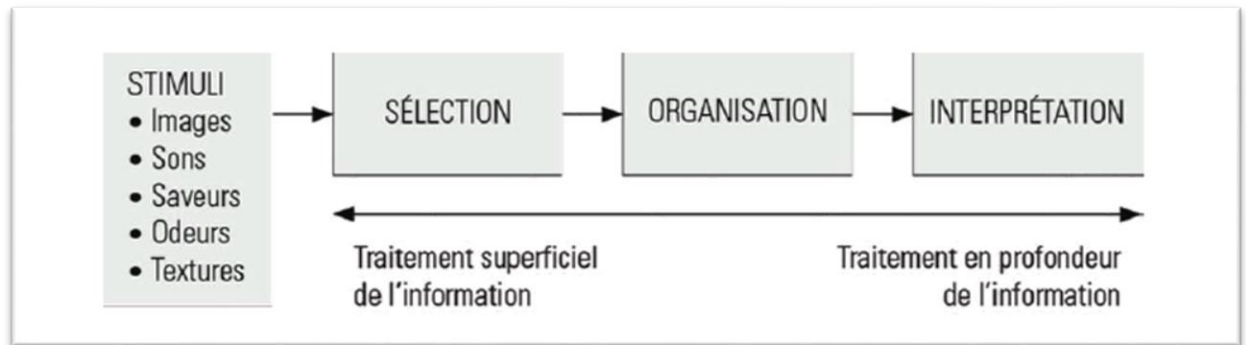 STIMULI
• Images
• Sons
• Saveurs
• Odeurs
• Textures
SÉLECTION
ORGANISATION
INTERPRÉTATION
Traitement superficiel
de l'information
Traitement en profondeur
de l'information